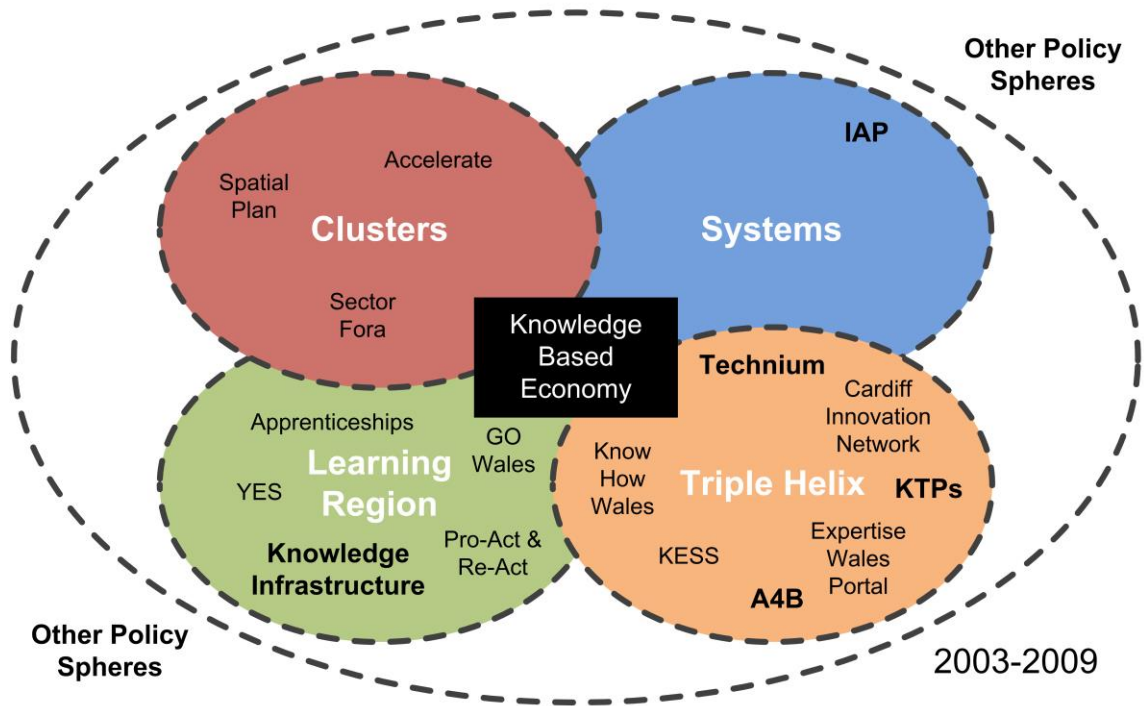 Other Policy
Spheres
IAP
Accelerate
Spatial
Plan
Clusters
Systems
Sector
Fora
Knowledge
Based
Economy
Technium
Cardiff
Innovation
Network
Apprenticeships
GO
Wales
Learning
Region
YES
Knowledge
Infrastructure
Pro-Act &
Re-Act
Know
How
Wales
Triple Helix
KTPs
KESS
Expertise
Wales
Portal
A4B
Other Policy
Spheres
2003-2009